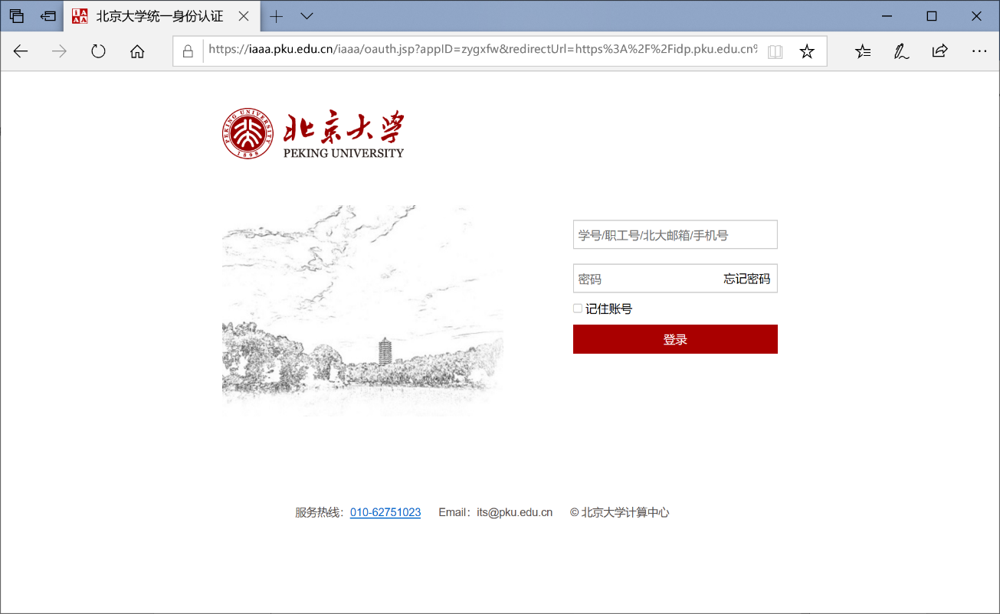 北京大学统一身份认证
https://iaaa.pku.edu.cn/iaaa/oauth.jsp?appID=zygxfw&redirectUrl=https%3A%2F%2Fidp.pku.edu.cn%
PEKING UNIVERSITY
1898
北京大学
PEKING UNIVERSITY
学号/职工号/北大邮箱/手机号
密码 忘记密码
记住账号
登录
服务热线：010-62751023 Email：its@pku.edu.cn © 北京大学计算中心